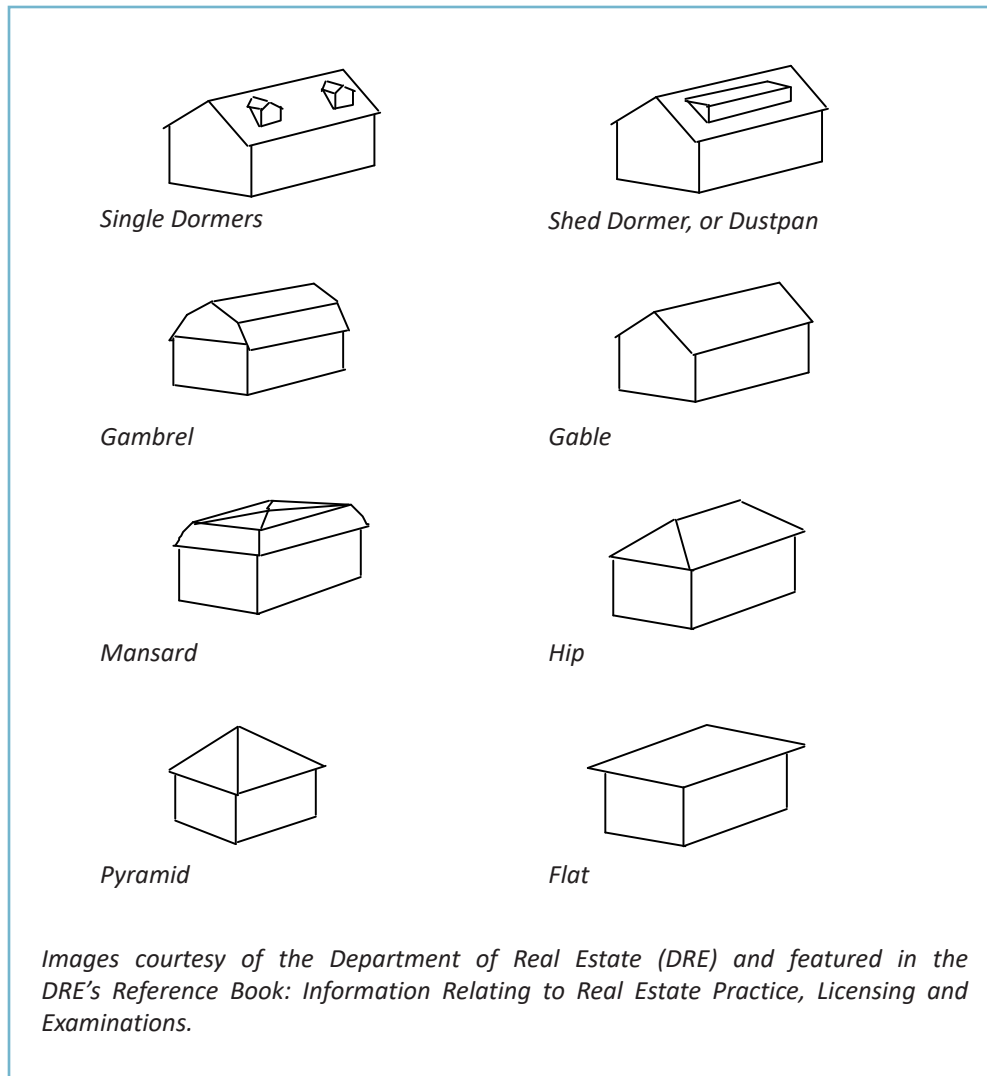 Single Dormers
Shed Dormer, or Dustpan
Gambrel
Gable
Mansard
Hip
Pyramid
Flat
Images courtesy of the Department of Real Estate (DRE) and featured in the
DRE’s Reference Book: Information Relating to Real Estate Practice, Licensing and
Examinations.